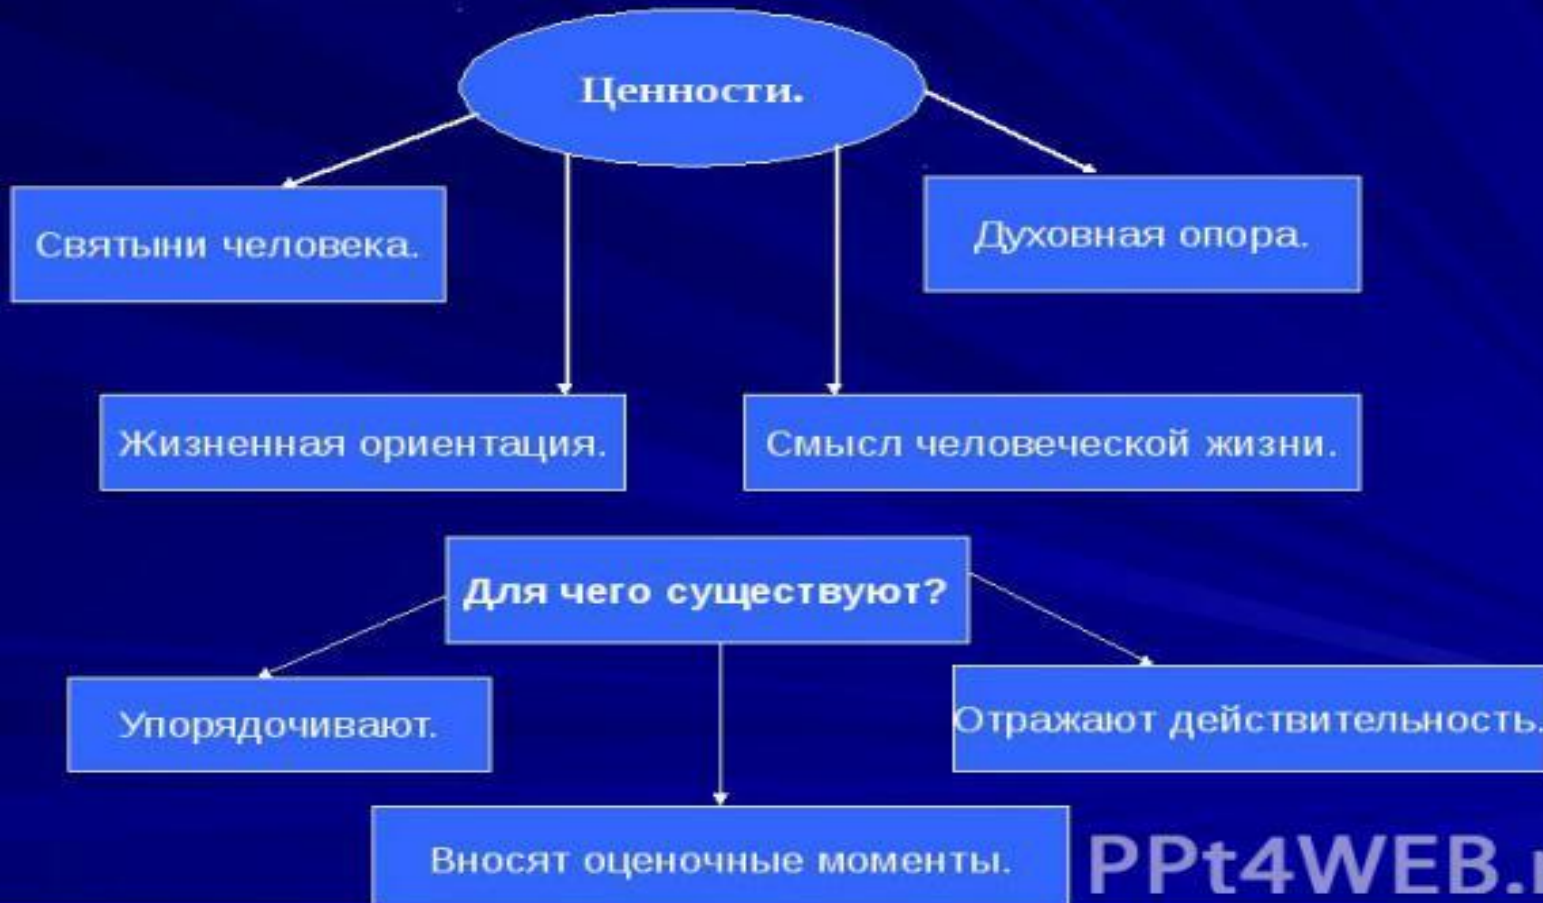 Ценности.
Святыни человека.
Духовная опора.
Жизненная ориентация.
Смысл человеческой жизни.
Для чего существуют?
Упорядочивают.
Отражают действительность.
Вносят оценочные моменты.
PPt4WEB.r